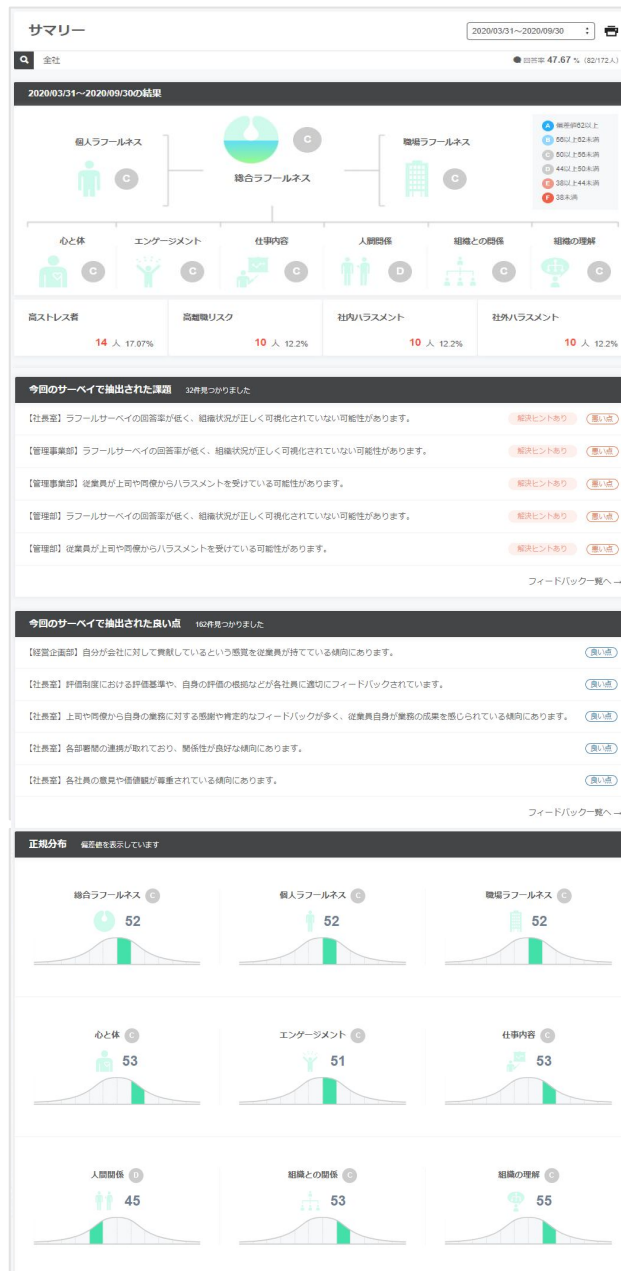 サマリー
2020/03/31～2020/09/30
全社
回答率 47.67 % (82/172人)
2020/03/31～2020/09/30の結果
個人ラフールネス
C
C
総合ラフールネス
職場ラフールネス
C
A 偏差値62以上
B 56以上62未満
C 50以上56未満
D 44以上50未満
E 38以上44未満
F 38未満
心と体 エンゲージメント 仕事内容 人間関係 組織との関係 組織の理解
C C C D C C
高ストレス者 高離職リスク 社内ハラスメント 社外ハラスメント
14 人 17.07% 10 人 12.2% 10 人 12.2% 10 人 12.2%
今回のサーベイで抽出された課題 32件見つかりました
【社長室】ラフールサーベイの回答率が低く、組織状況が正しく可視化されていない可能性があります。 解決ヒントあり 悪い点
【管理事業部】ラフールサーベイの回答率が低く、組織状況が正しく可視化されていない可能性があります。 解決ヒントあり 悪い点
【管理事業部】従業員が上司や同僚からハラスメントを受けている可能性があります。 解決ヒントあり 悪い点
【管理部】ラフールサーベイの回答率が低く、組織状況が正しく可視化されていない可能性があります。 解決ヒントあり 悪い点
【管理部】従業員が上司や同僚からハラスメントを受けている可能性があります。 解決ヒントあり 悪い点
フィードバック一覧へ→
今回のサーベイで抽出された良い点 162件見つかりました
【経営企画部】自分が会社に対して貢献しているという感覚を従業員が持てている傾向にあります。 良い点
【社長室】評価制度における評価基準や、自身の評価の根拠などが各社員に適切にフィードバックされています。 良い点
【社長室】上司や同僚から自身の業務に対する感謝や肯定的なフィードバックが多く、従業員自身が業務の成果を感じられている傾向にあります。 良い点
【社長室】各部署間の連携が取れており、関係性が良好な傾向にあります。 良い点
【社長室】各社員の意見や価値観が尊重されている傾向にあります。 良い点
フィードバック一覧へ→
正規分布 偏差値を表示しています
総合ラフールネス C 個人ラフールネス C 職場ラフールネス C
52 52 52
心と体 C エンゲージメント C 仕事内容 C
53 51 53
人間関係 D 組織との関係 C 組織の理解 C
45 53 55